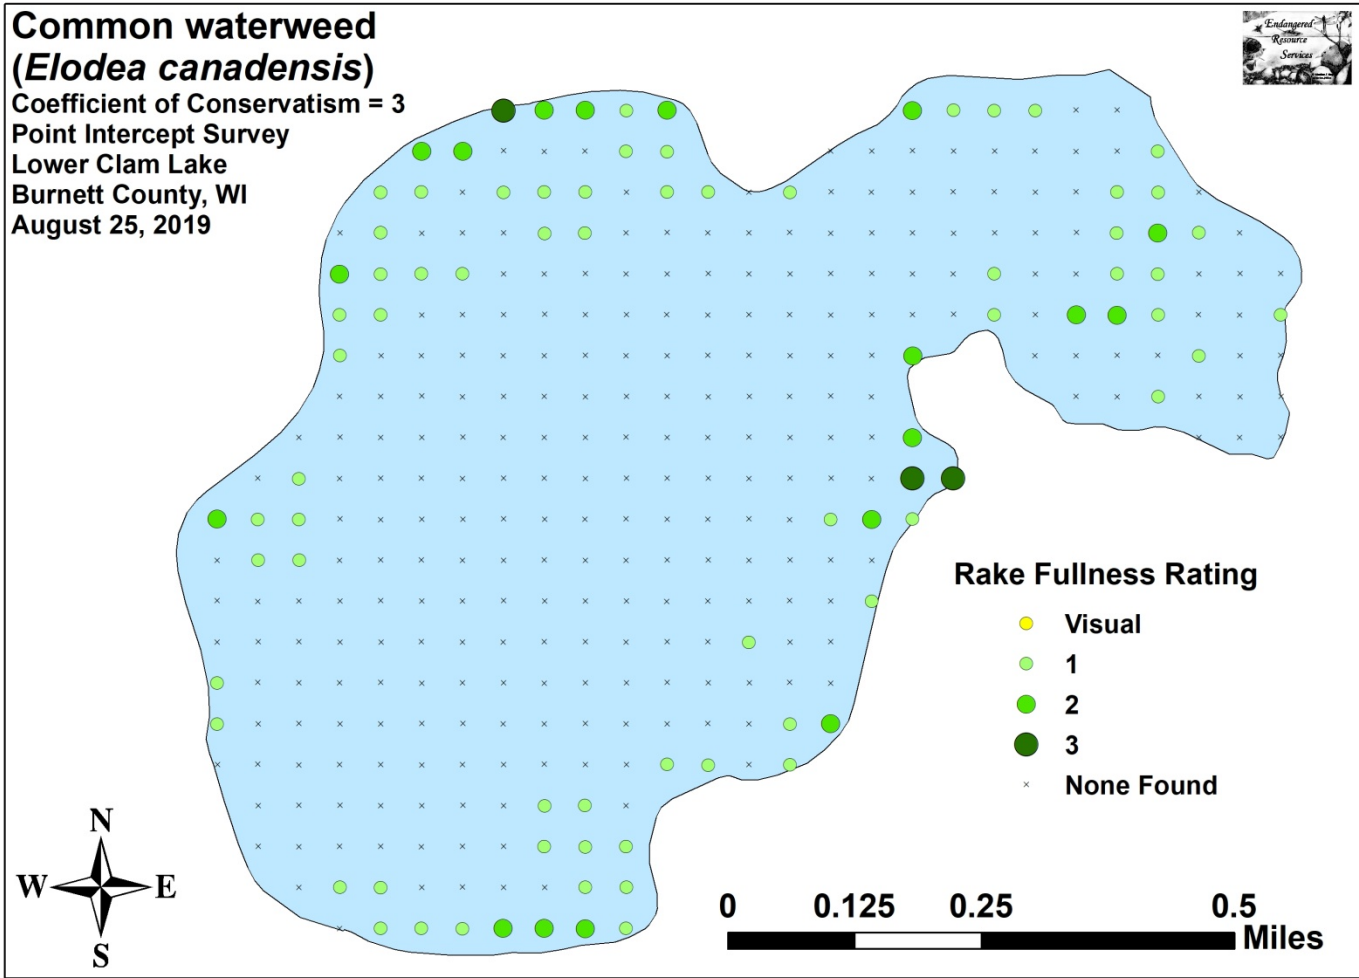 Common waterweed
(Elodea canadensis)
Coefficient of Conservatism = 3
Point Intercept Survey
Lower Clam Lake
Burnett County, WI
August 25, 2019
Endangered
Resource
Services
Rake Fullness Rating
Visual
1
2
3
None Found
N
W E
S
0 0.125 0.25 0.5
Miles